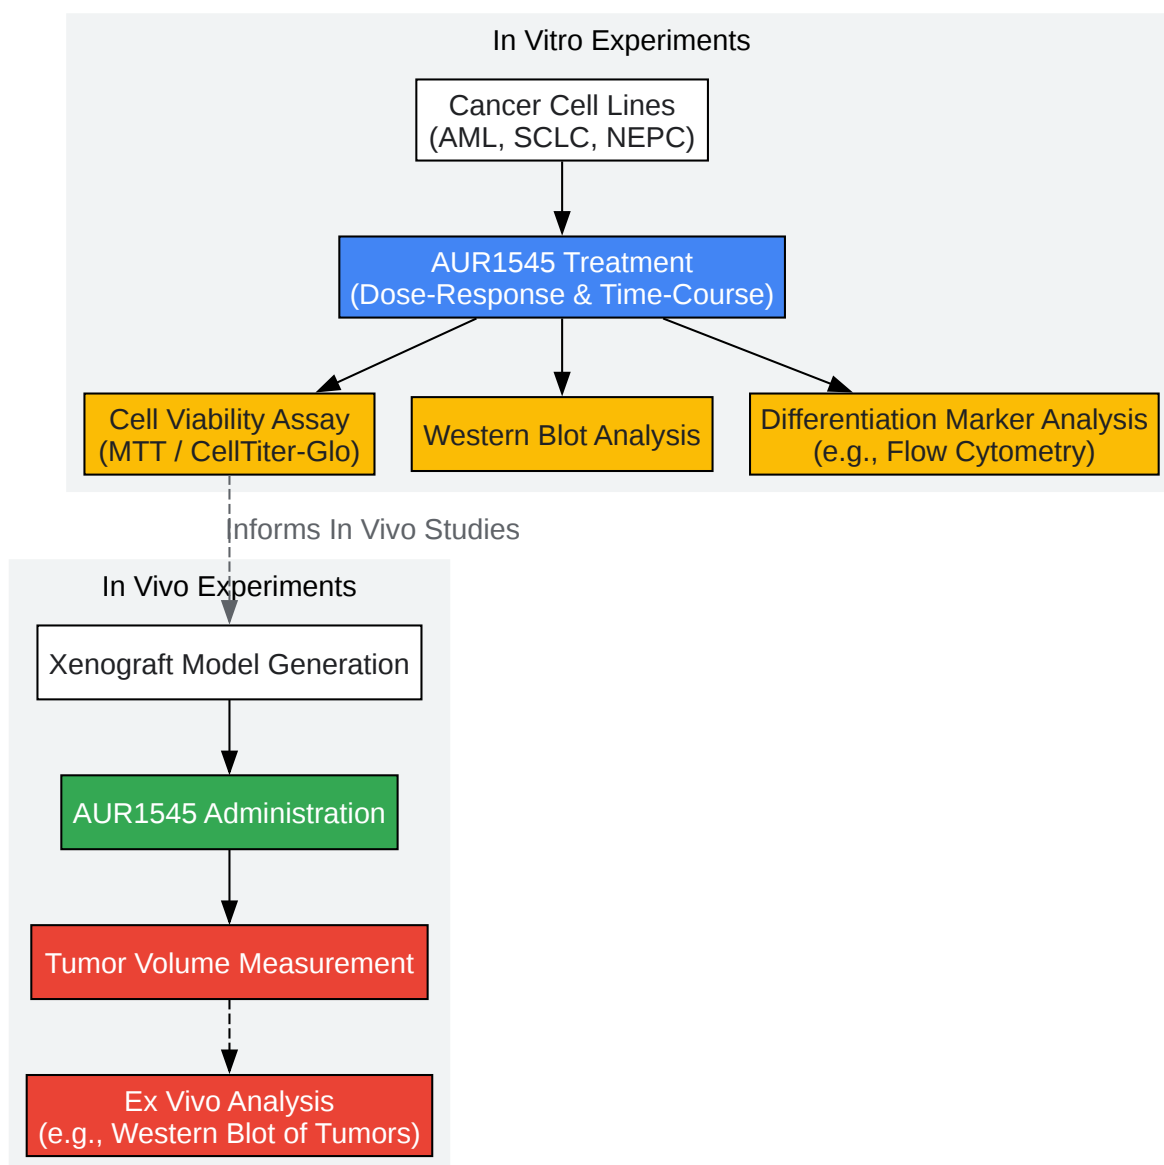 In Vitro Experiments
Cancer Cell Lines
(AML, SCLC, NEPC)
AUR1545 Treatment
(Dose-Response & Time-Course)
Cell Viability Assay
(MTT / CellTiter-Glo)
Western Blot Analysis
Differentiation Marker Analysis
(e.g., Flow Cytometry)
Informs In Vivo Studies
In Vivo Experiments
Xenograft Model Generation
AUR1545 Administration
Tumor Volume Measurement
Ex Vivo Analysis
(e.g., Western Blot of Tumors)